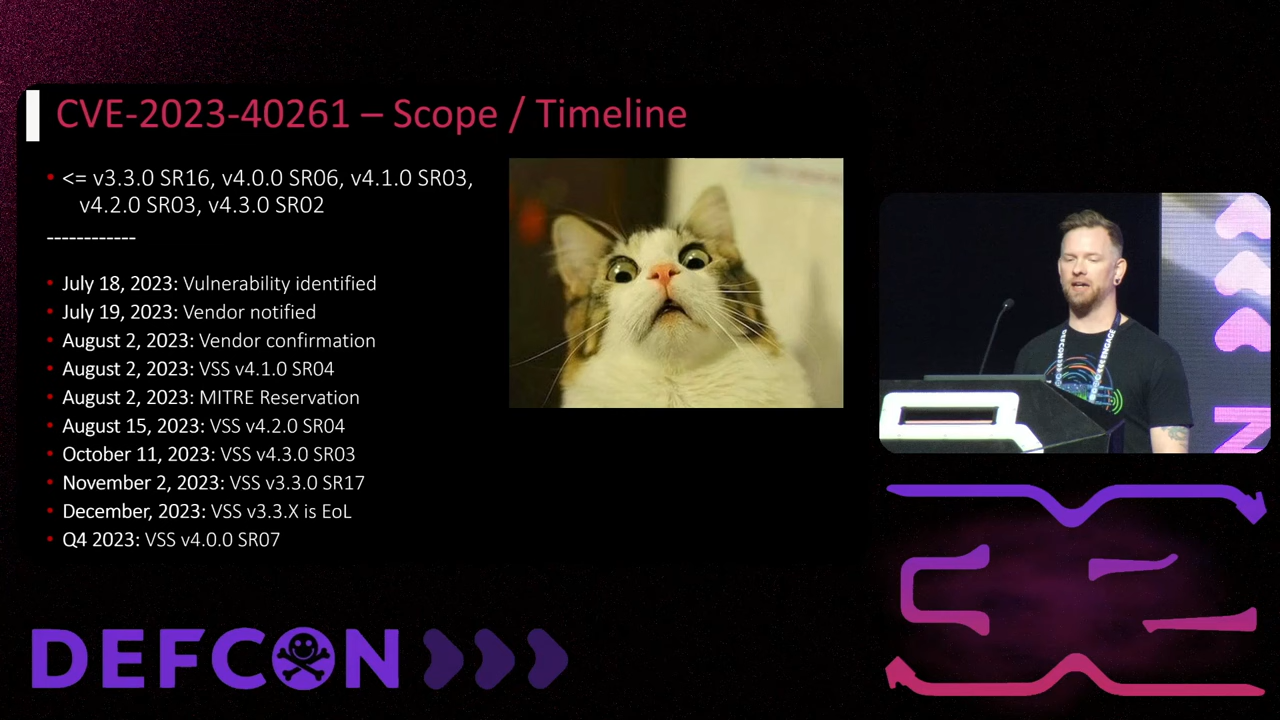 CVE-2023-40261 – Scope / Timeline
• <= v3.3.0 SR16, v4.0.0 SR06, v4.1.0 SR03,
v4.2.0 SR03, v4.3.0 SR02
------------
• July 18, 2023: Vulnerability identified
• July 19, 2023: Vendor notified
• August 2, 2023: Vendor confirmation
• August 2, 2023: VSS v4.1.0 SR04
• August 2, 2023: MITRE Reservation
• August 15, 2023: VSS v4.2.0 SR04
• October 11, 2023: VSS v4.3.0 SR03
• November 2, 2023: VSS v3.3.0 SR17
• December, 2023: VSS v3.3.X is EoL
• Q4 2023: VSS v4.0.0 SR07
DEFCON
ENGAGE